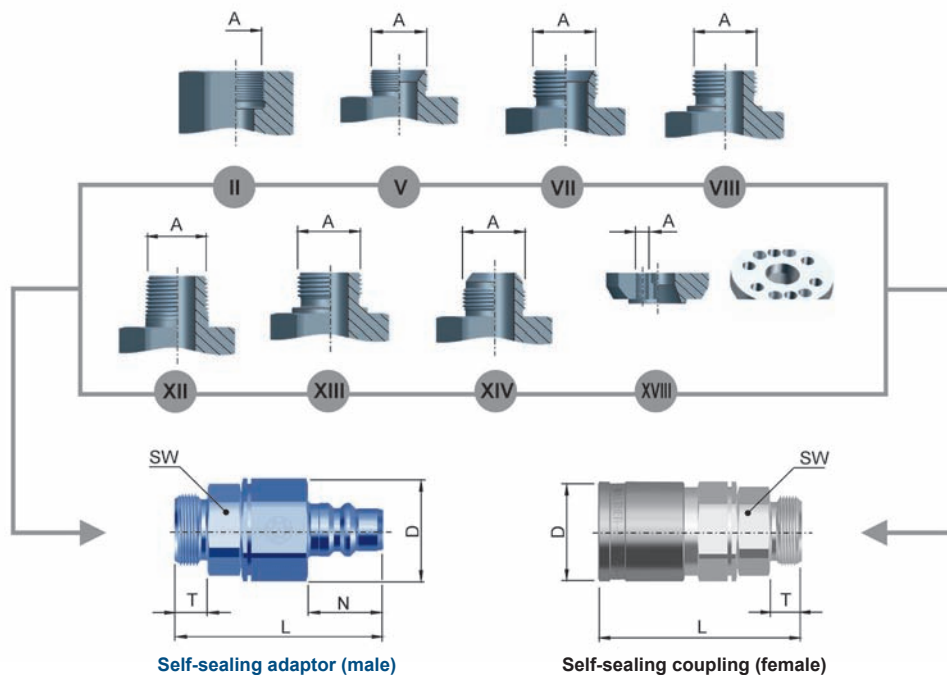 A A A A
II V VII VIII
A A A A
XII XIII XIV XVIII
SW SW
D D
T N T
L L
Self-sealing adaptor (male) Self-sealing coupling (female)